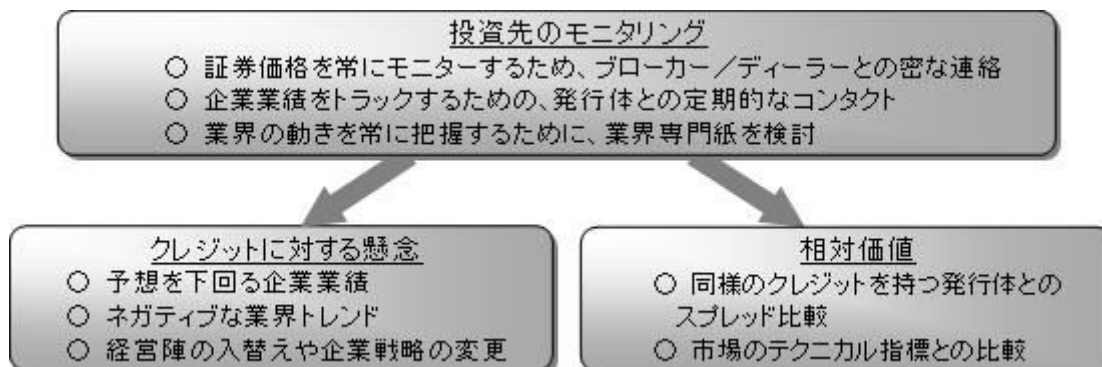 投資先のモニタリング
○ 証券価格を常にモニターするため、ブローカー／ディーラーとの密な連絡
○ 企業業績をトラックするための、発行体との定期的なコンタクト
○ 業界の動きを常に把握するために、業界専門紙を検討
クレジットに対する懸念
○ 予想を下回る企業業績
○ ネガティブな業界トレンド
○ 経営陣の入替えや企業戦略の変更
相対価値
○ 同様のクレジットを持つ発行体との
スプレッド比較
○ 市場のテクニカル指標との比較